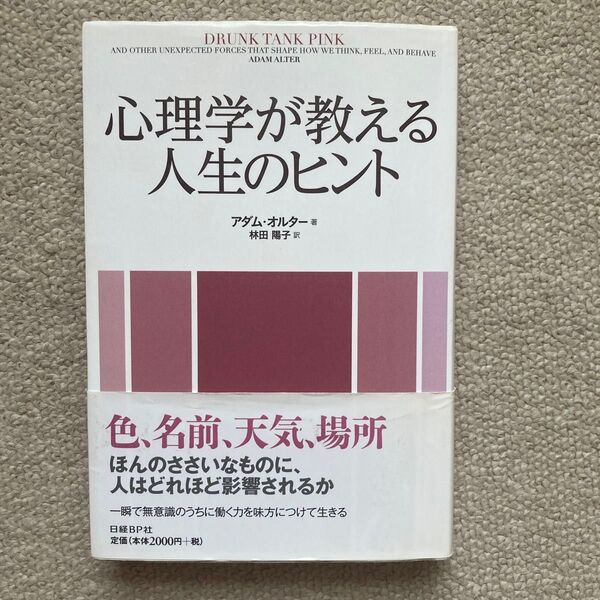 DRUNK TANK PINK
AND OTHER UNEXPECTED FORCES THAT SHAPE HOW WE THINK, FEEL, AND BEHAVE
ADAM ALTER
心理学が教える
人生のヒント
アダム・オルター 著
林田 陽子 訳
色、名前、天気、場所
ほんのささいなものに、
人はどれほど影響されるか
一瞬で無意識のうちに働く力を味方につけて生きる
日経BP社
定価(本体2000円+税)